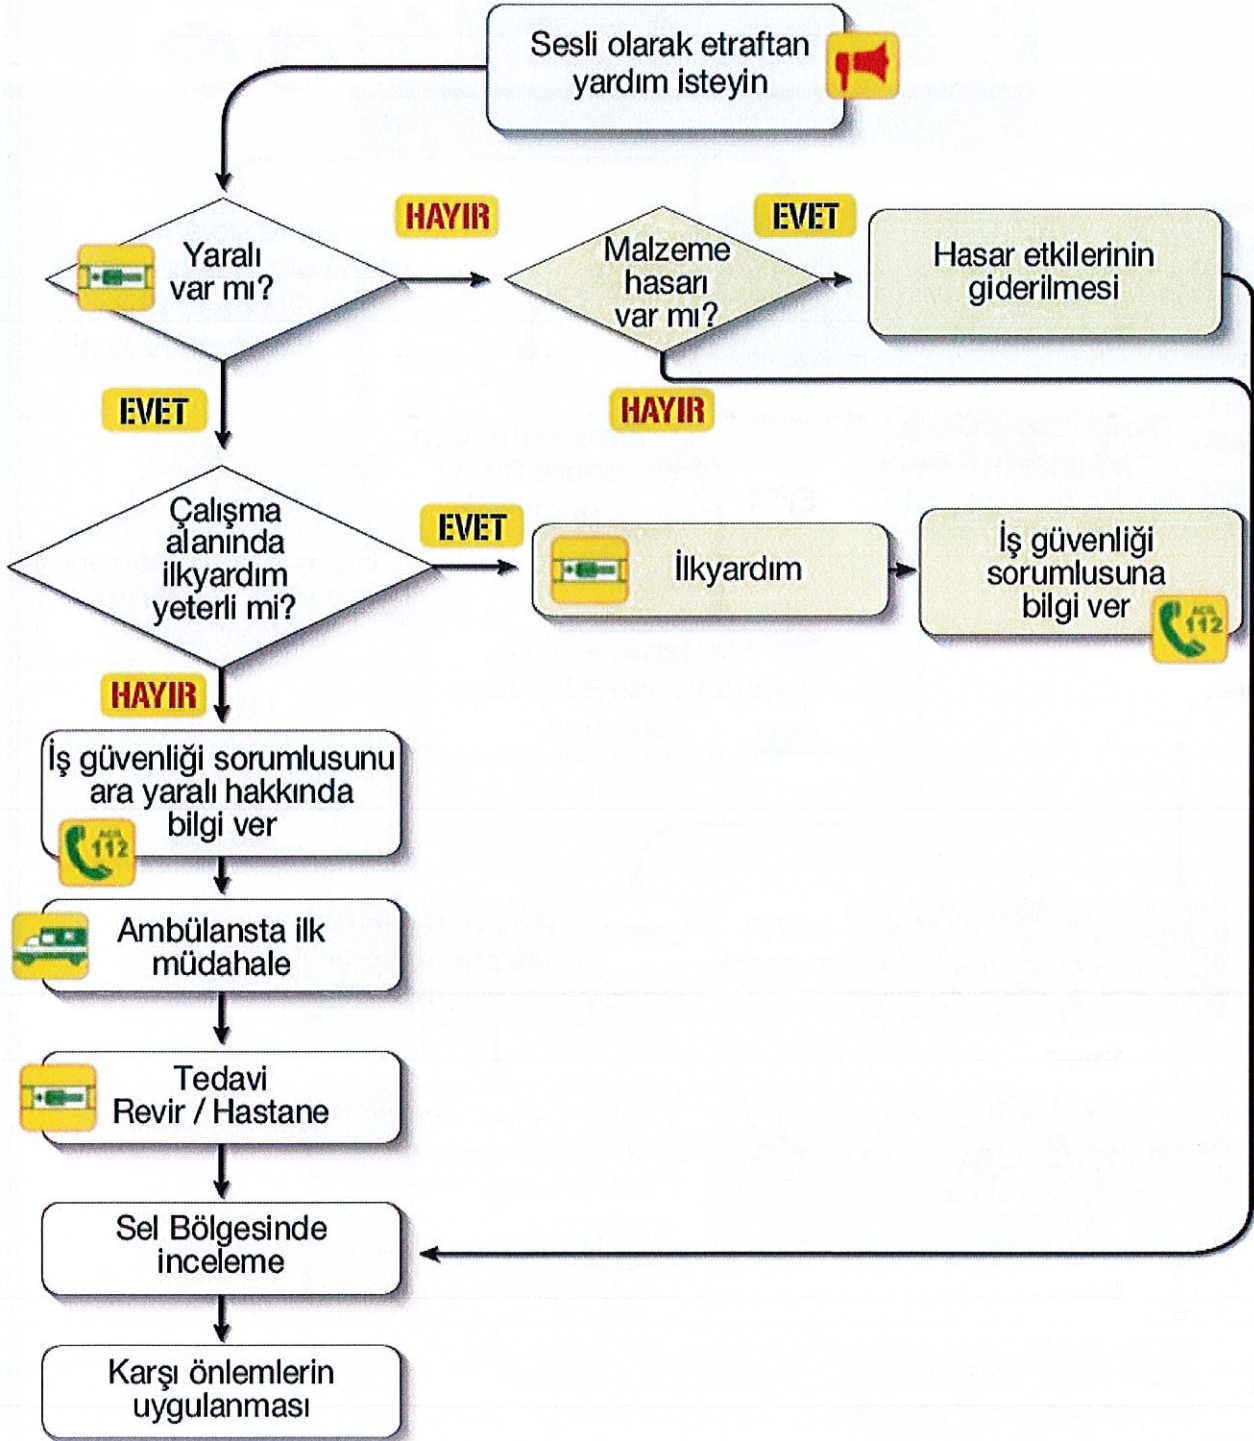 Sesli olarak etraftan
yardım isteyin
Yaralı
var mı?
HAYIR
Malzeme
hasarı
var mı?
EVET
Hasar etkilerinin
giderilmesi
EVET
HAYIR
Çalışma
alanında
ilkyardım
yeterli mi?
EVET
İlkyardım
İş güvenliği
sorumlusuna
bilgi ver
ACİL
112
HAYIR
İş güvenliği sorumlusunu
ara yaralı hakkında
bilgi ver
ACİL
112
Ambülansta ilk
müdahale
Tedavi
Revir / Hastane
Sel Bölgesinde
inceleme
Karşı önlemlerin
uygulanması